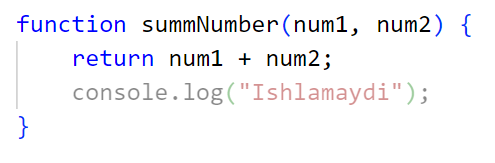 function summNumber(num1, num2) {
    return num1 + num2;
    console.log("Ishlamaydi");
}